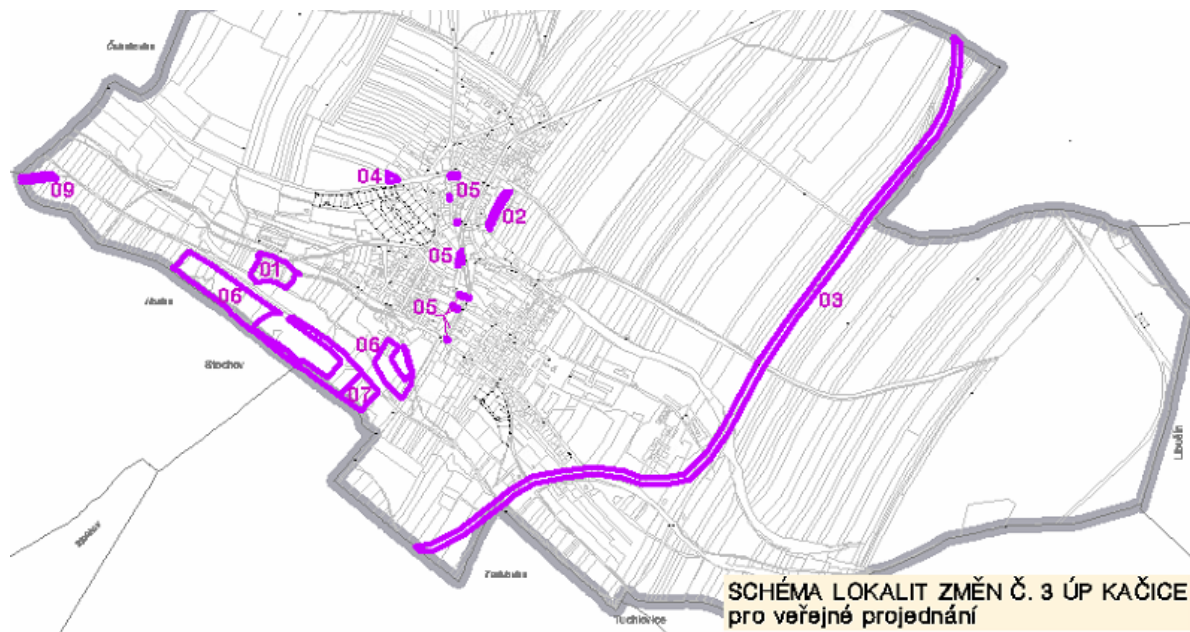 04
05
09
02
05
01
06
03
05
06
Stochov
07
Libušín
Tuchlovice
SCHÉMA LOKALIT ZMĚN Č. 3 ÚP KAČICE
pro veřejné projednání